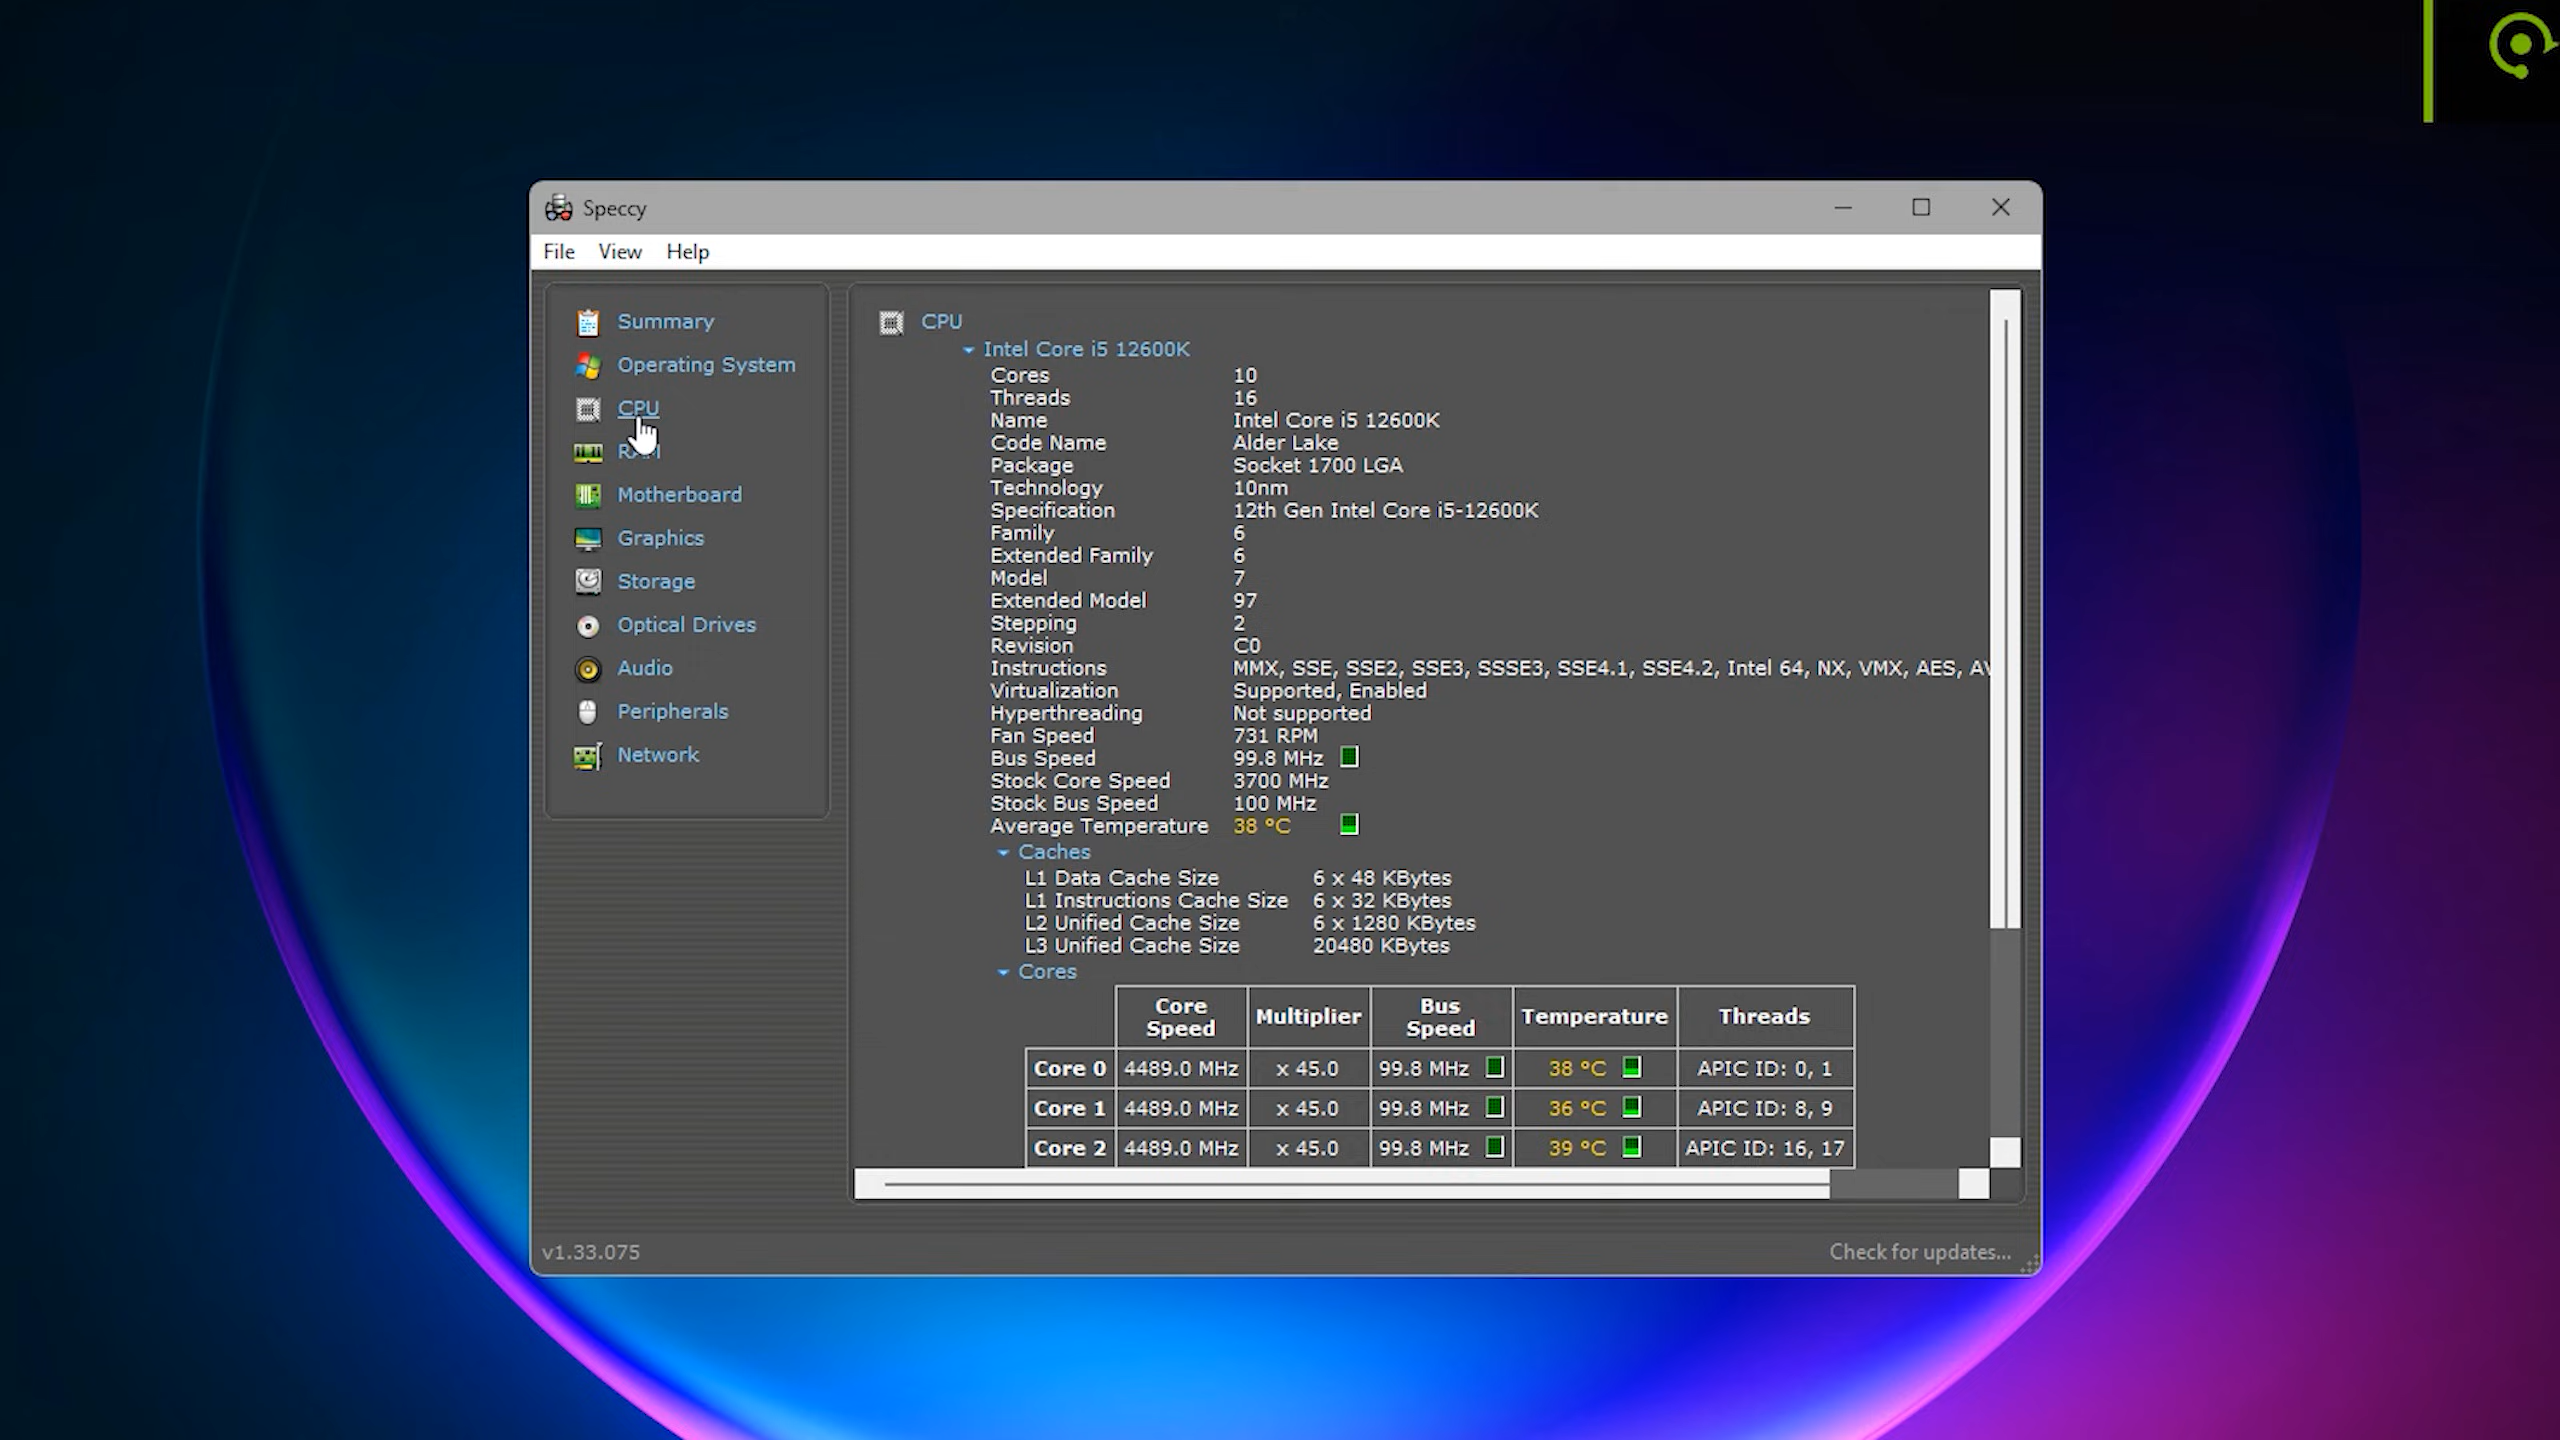 Speccy
File View Help
Summary
Operating System
CPU
Motherboard
Graphics
Storage
Optical Drives
Audio
Peripherals
Network
CPU
Intel Core i5 12600K
Cores 10
Threads 16
Name Intel Core i5 12600K
Code Name Alder Lake
Package Socket 1700 LGA
Technology 10nm
Specification 12th Gen Intel Core i5-12600K
Family 6
Extended Family 6
Model 7
Extended Model 97
Stepping 2
Revision C0
Instructions MMX, SSE, SSE2, SSE3, SSSE3, SSE4.1, SSE4.2, Intel 64, NX, VMX, AES,
Virtualization Supported, Enabled
Hyperthreading Not supported
Fan Speed 731 RPM
Bus Speed 99.8 MHz
Stock Core Speed 3700 MHz
Stock Bus Speed 100 MHz
Average Temperature 38 °C
Caches
L1 Data Cache Size 6 x 48 KBytes
L1 Instructions Cache Size 6 x 32 KBytes
L2 Unified Cache Size 6 x 1280 KBytes
L3 Unified Cache Size 20480 KBytes
Cores
Core Speed Multiplier Bus Speed Temperature Threads
Core 0 4489.0 MHz x 45.0 99.8 MHz 38 °C APIC ID: 0, 1
Core 1 4489.0 MHz x 45.0 99.8 MHz 36 °C APIC ID: 8, 9
Core 2 4489.0 MHz x 45.0 99.8 MHz 39 °C APIC ID: 16, 17
v1.33.075 Check for updates...